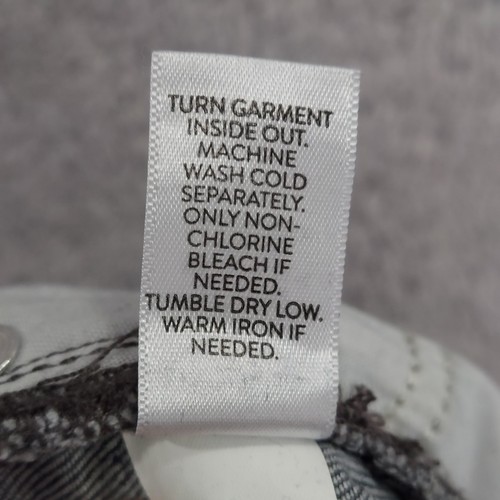 TURN GARMENT
INSIDE OUT.
MACHINE
WASH COLD
SEPARATELY.
ONLY NON-
CHLORINE
BLEACH IF
NEEDED.
TUMBLE DRY LOW.
WARM IRON IF
NEEDED.